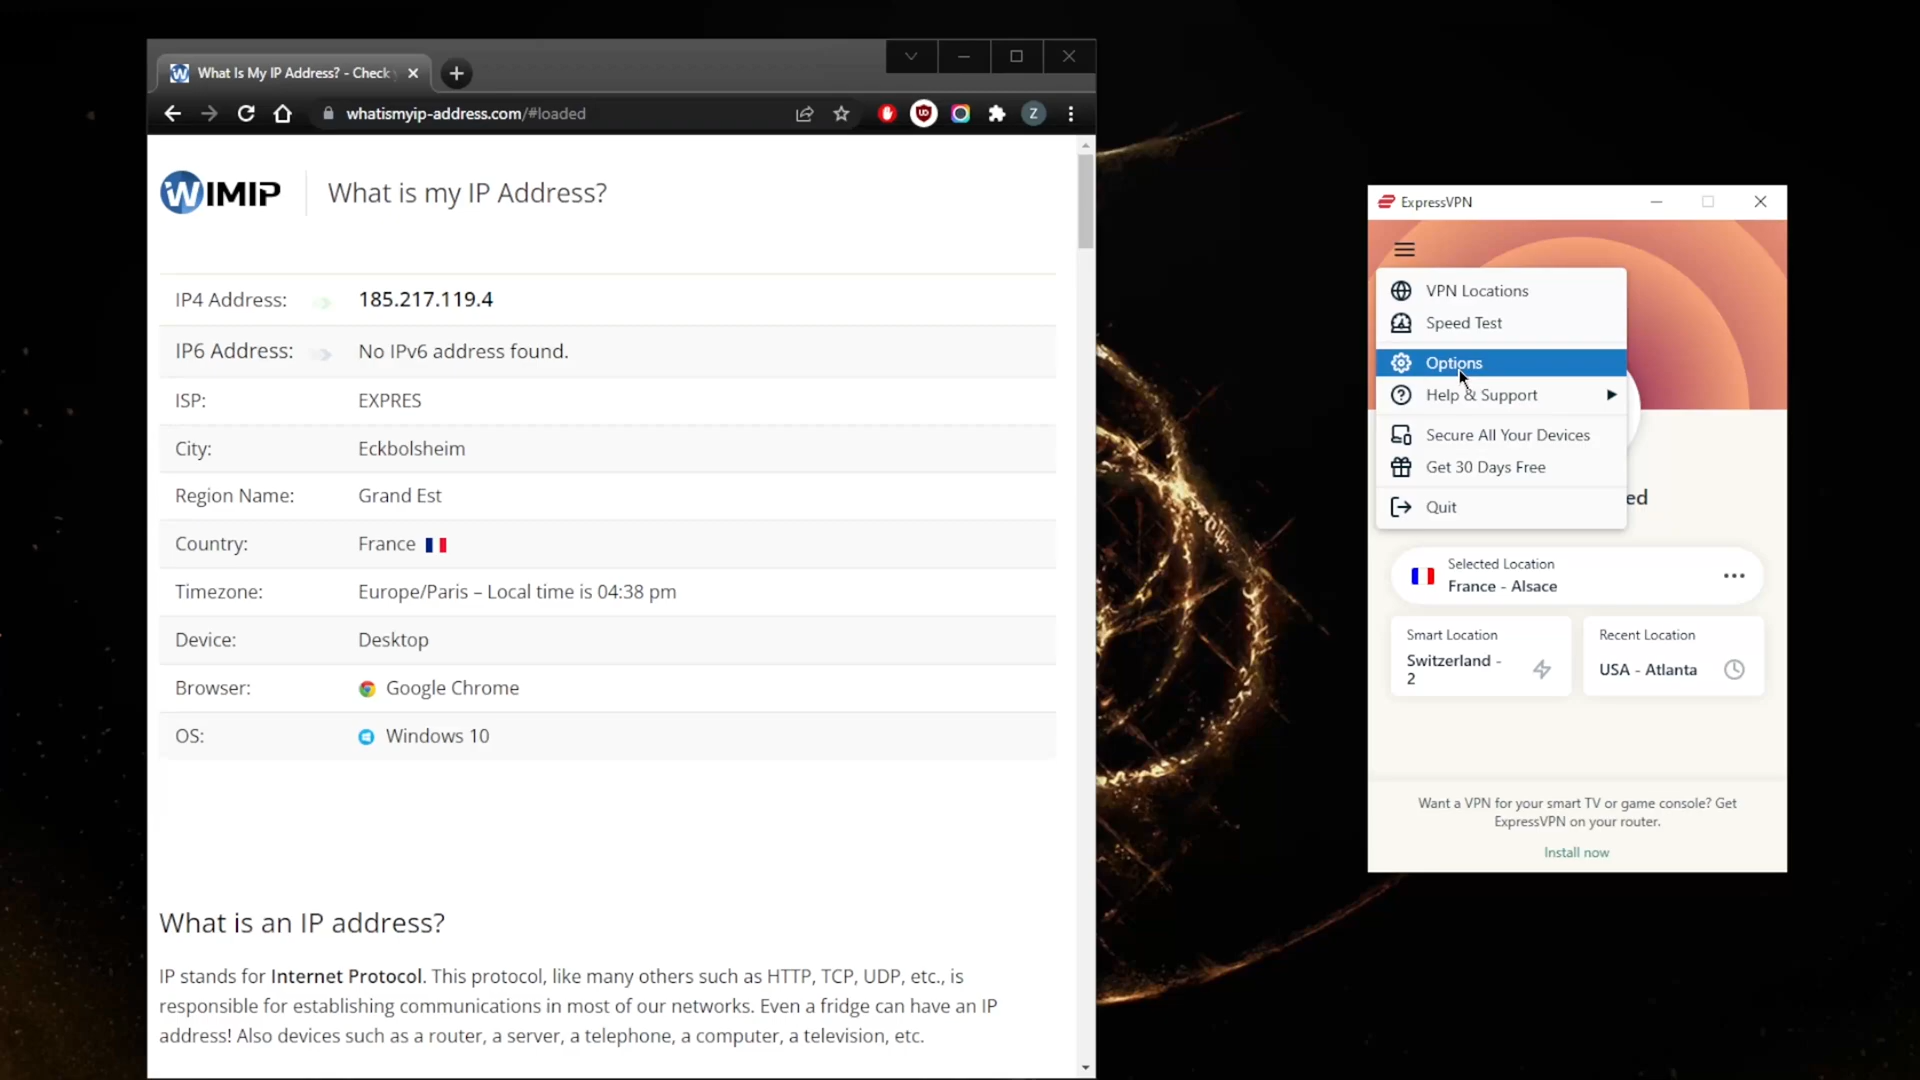 What Is My IP Address? - Check
whatismyip-address.com/#loaded
Z
WIMIP
What is my IP Address?
IP4 Address: 185.217.119.4
IP6 Address: No IPv6 address found.
ISP: EXPRES
City: Eckbolsheim
Region Name: Grand Est
Country: France
Timezone: Europe/Paris – Local time is 04:38 pm
Device: Desktop
Browser: Google Chrome
OS: Windows 10
What is an IP address?
IP stands for Internet Protocol. This protocol, like many others such as HTTP, TCP, UDP, etc., is
responsible for establishing communications in most of our networks. Even a fridge can have an IP
address! Also devices such as a router, a server, a telephone, a computer, a television, etc.
ExpressVPN
VPN Locations
Speed Test
Options
Help & Support
Secure All Your Devices
Get 30 Days Free
ed
Quit
Selected Location
France - Alsace
Smart Location
Switzerland -
2
Recent Location
USA - Atlanta
Want a VPN for your smart TV or game console? Get
ExpressVPN on your router.
Install now